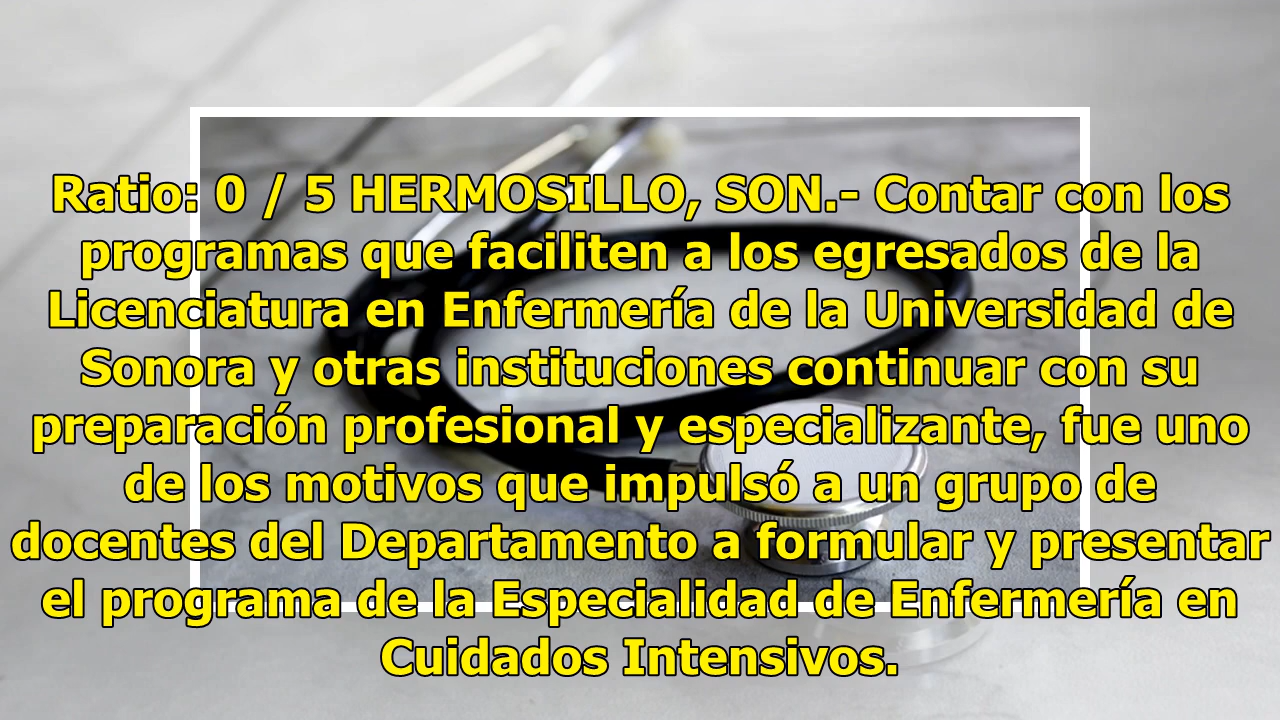 Ratio: 0 / 5 HERMOSILLO, SON.- Contar con los
programas que faciliten a los egresados de la
Licenciatura en Enfermería de la Universidad de
Sonora y otras instituciones continuar con su
preparación profesional y especializante, fue uno
de los motivos que impulsó a un grupo de
docentes del Departamento a formular y presentar
el programa de la Especialidad de Enfermería en
Cuidados Intensivos.